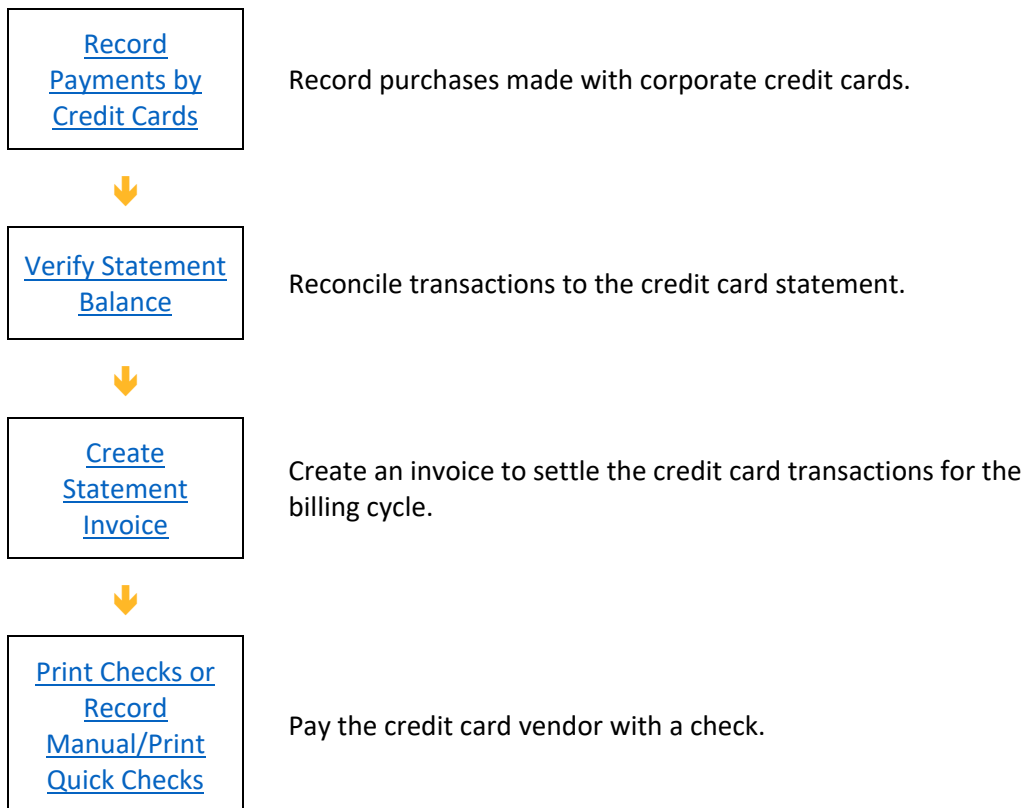 Record
Payments by
Credit Cards
Record purchases made with corporate credit cards.
Verify Statement
Balance
Reconcile transactions to the credit card statement.
Create
Statement
Invoice
Create an invoice to settle the credit card transactions for the
billing cycle.
Print Checks or
Record
Manual/Print
Quick Checks
Pay the credit card vendor with a check.